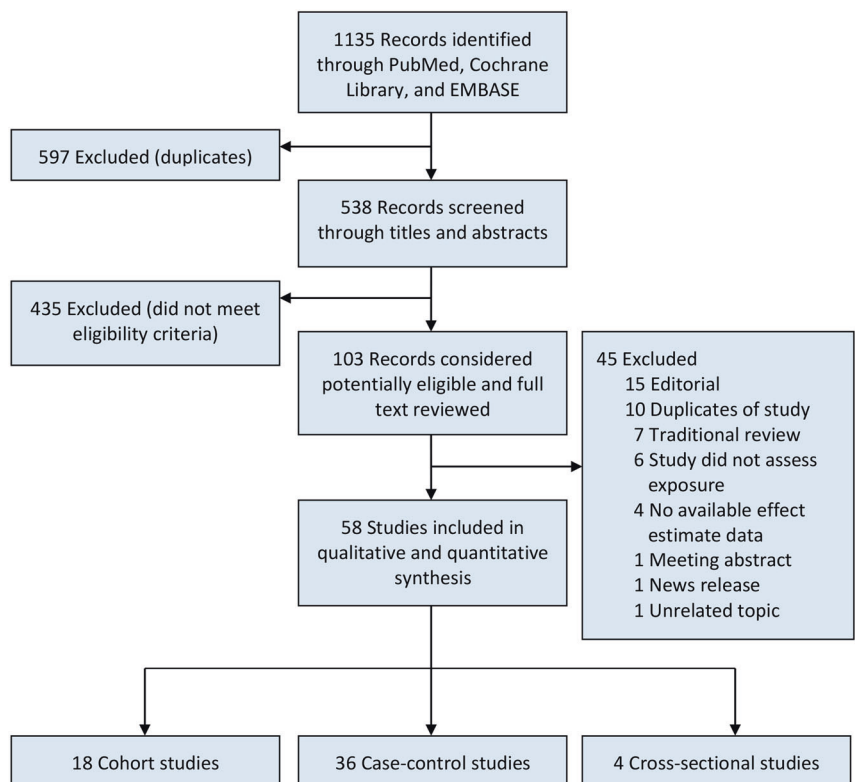 1135 Records identified
through PubMed, Cochrane
Library, and EMBASE
597 Excluded (duplicates)
538 Records screened
through titles and abstracts
435 Excluded (did not meet
eligibility criteria)
103 Records considered
potentially eligible and full
text reviewed
45 Excluded
15 Editorial
10 Duplicates of study
7 Traditional review
6 Study did not assess
exposure
4 No available effect
estimate data
1 Meeting abstract
1 News release
1 Unrelated topic
58 Studies included in
qualitative and quantitative
synthesis
18 Cohort studies
36 Case-control studies
4 Cross-sectional studies